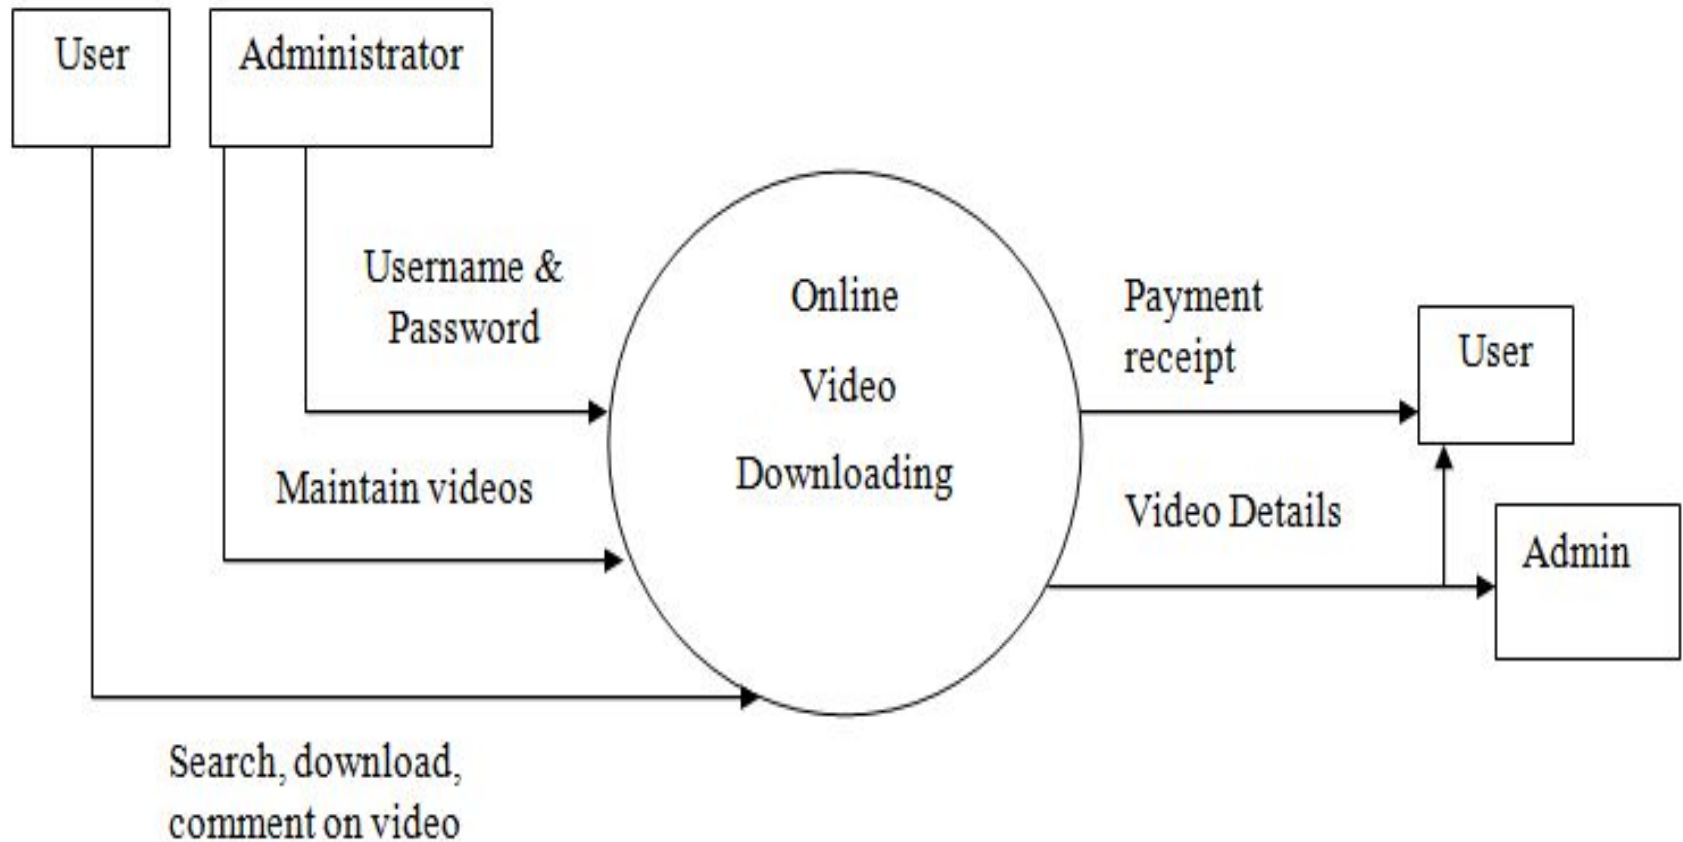 User
Administrator
Username &
Password
Maintain videos
Search, download,
comment on video
Online
Video
Downloading
Payment
receipt
Video Details
User
Admin